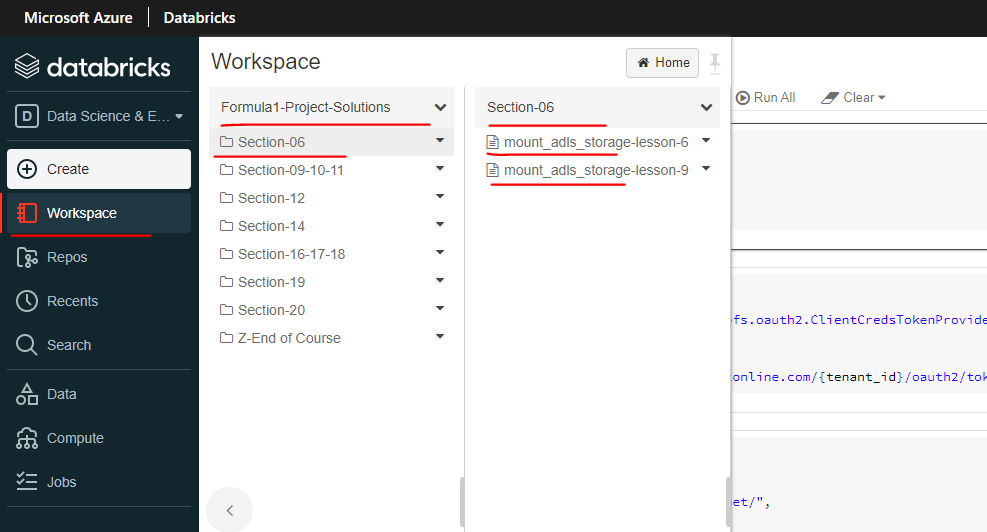 Microsoft Azure
Databricks
databricks
D
Data Science & E...
Create
Workspace
Repos
Recents
Search
Data
Compute
Jobs
Workspace
Home
Formula1-Project-Solutions
Section-06
Section-09-10-11
Section-12
Section-14
Section-16-17-18
Section-19
Section-20
Z-End of Course
Section-06
mount_adls_storage-lesson-6
mount_adls_storage-lesson-9
Run All
Clear
fs.oauth2.ClientCredsTokenProvide
online.com/{tenant_id}/oauth2/tok
et/",